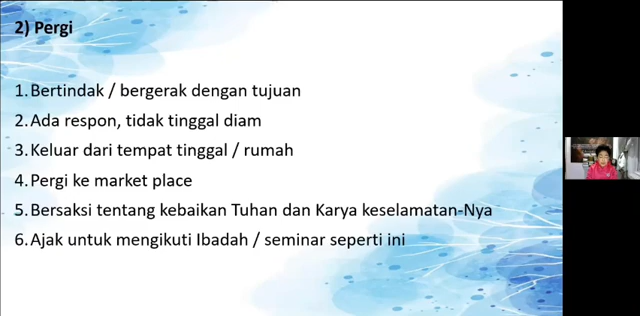 2) Pergi
1. Bertindak / bergerak dengan tujuan
2. Ada respon, tidak tinggal diam
3. Keluar dari tempat tinggal / rumah
4. Pergi ke market place
5. Bersaksi tentang kebaikan Tuhan dan Karya keselamatan-Nya
6. Ajak untuk mengikuti Ibadah / seminar seperti ini